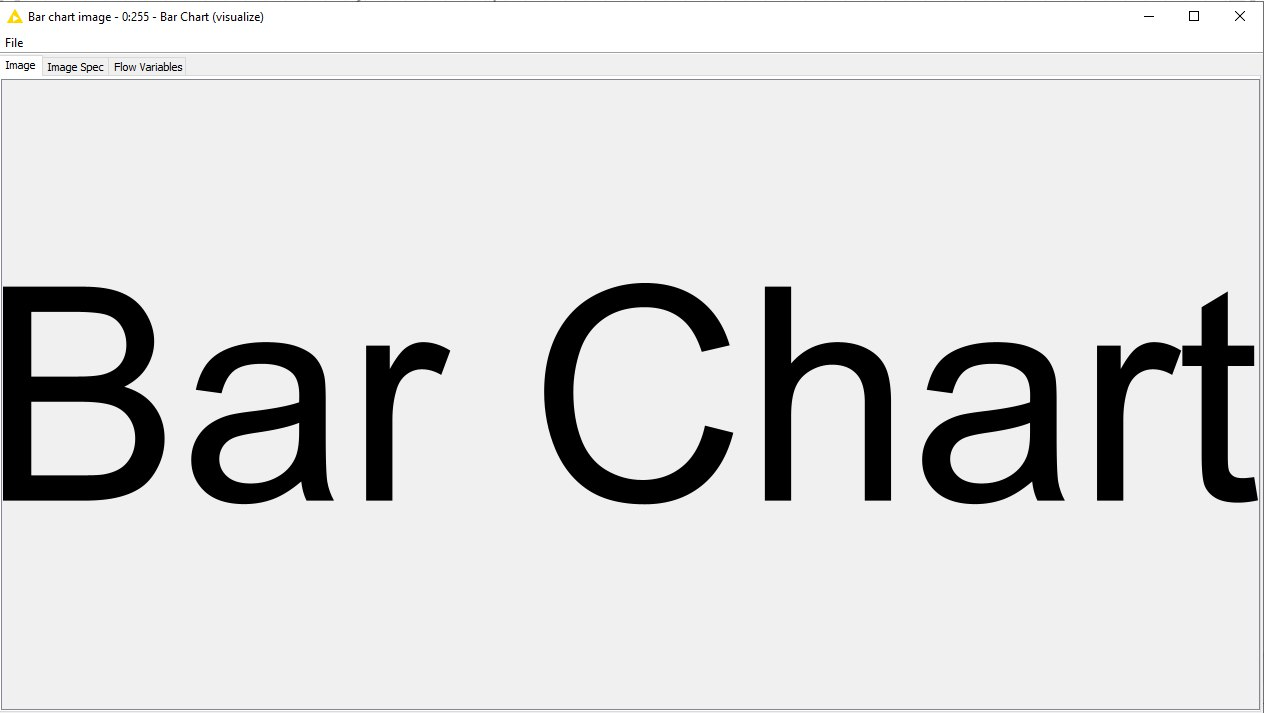 Bar chart image - 0:255 - Bar Chart (visualize)
File
Image Image Spec Flow Variables
Bar Chart